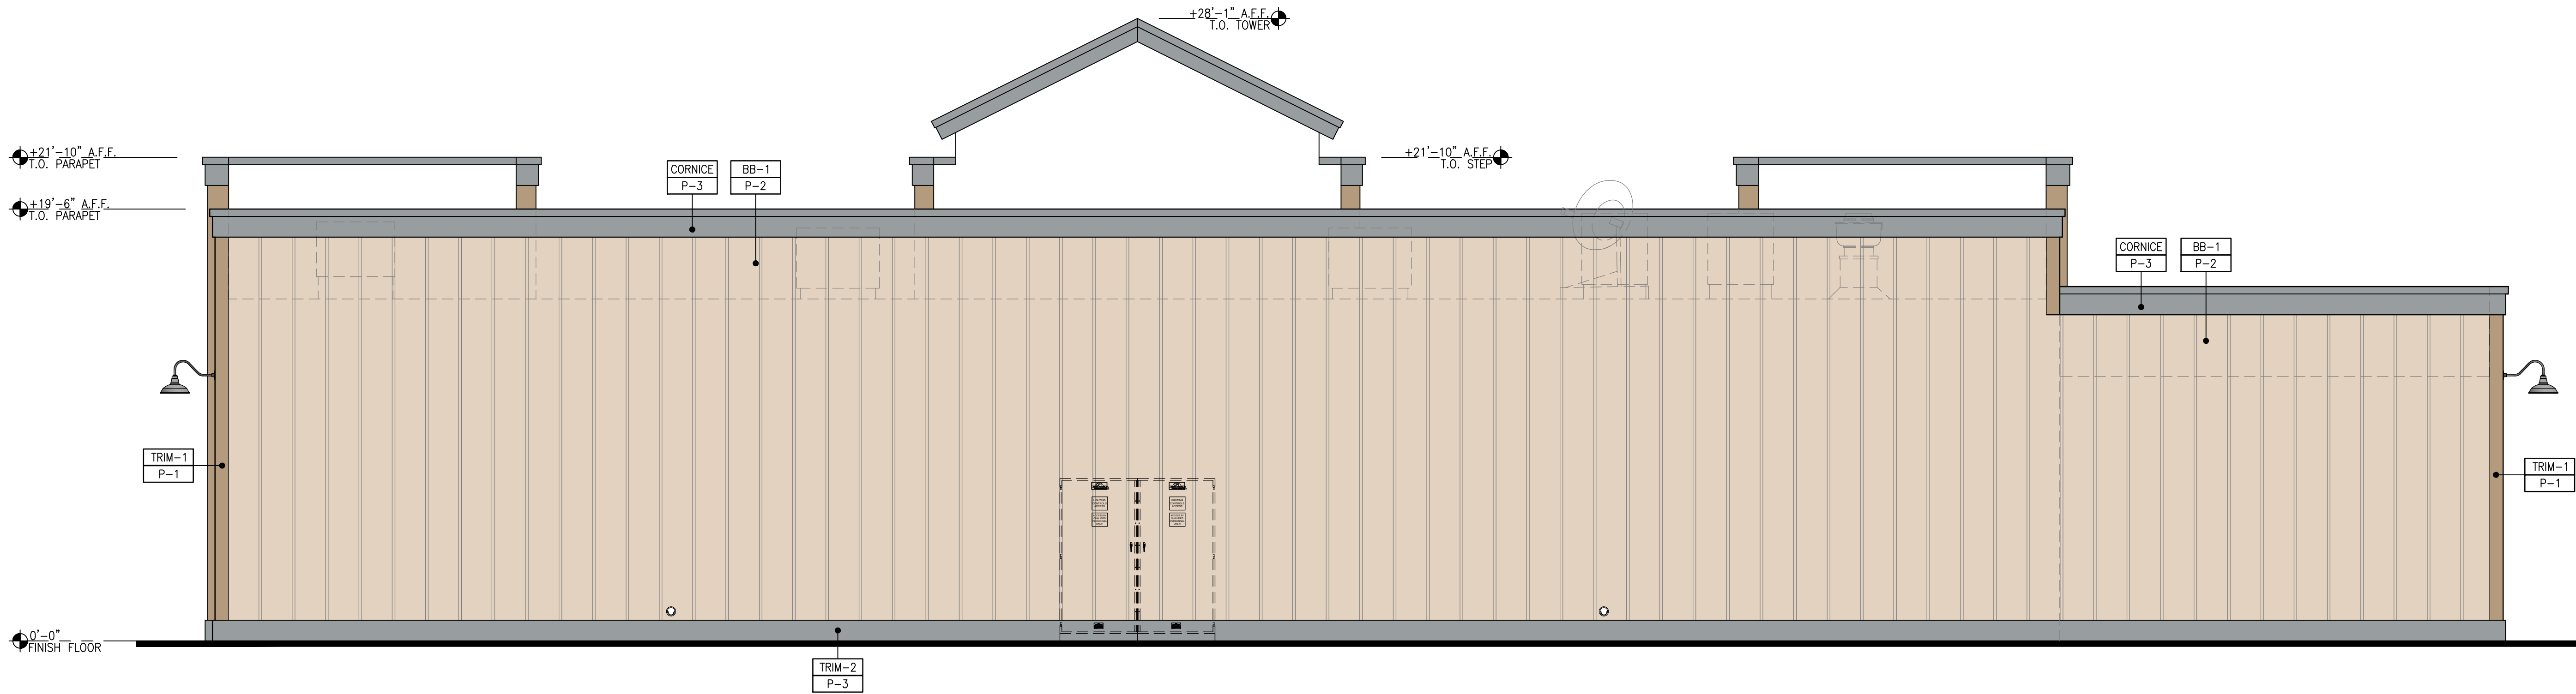 +28'-1" A.F.F.
T.O. TOWER
+21'-10" A.F.F.
T.O. PARAPET
+21'-10" A.F.F.
T.O. STEP
CORNICE
P-3
BB-1
P-2
+19'-6" A.F.F.
T.O. PARAPET
CORNICE
P-3
BB-1
P-2
TRIM-1
P-1
TRIM-1
P-1
0'-0"
FINISH FLOOR
TRIM-2
P-3